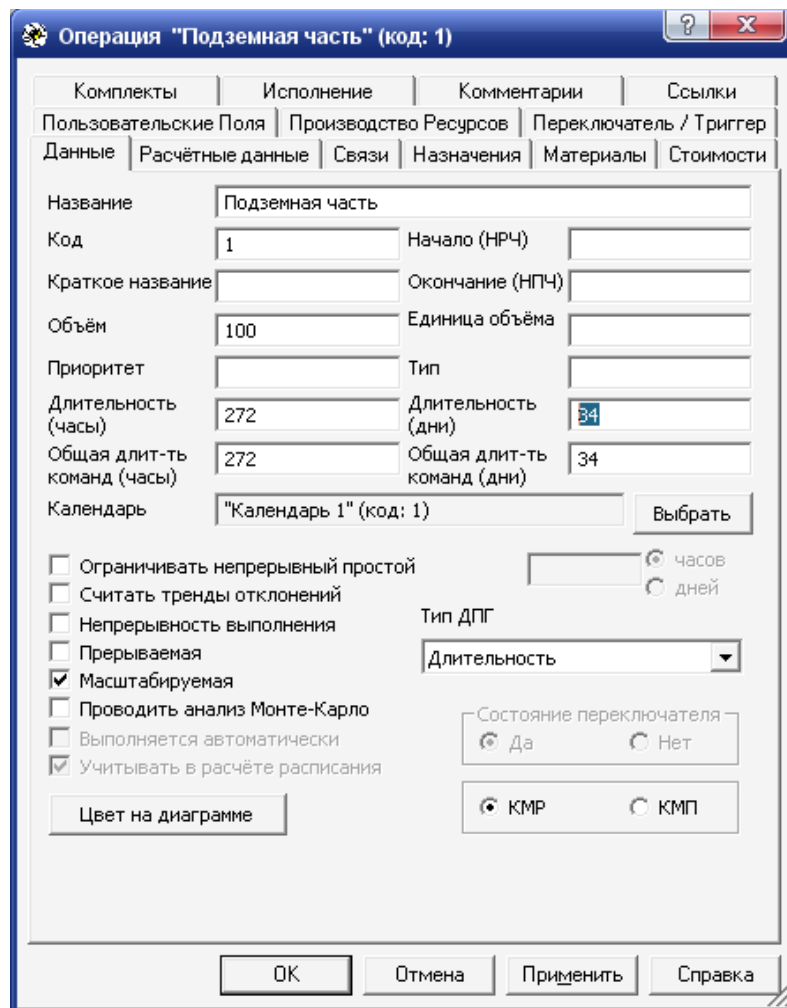 Операция "Подземная часть" (код: 1)
Комплекты Исполнение Комментарии Ссылки
Пользовательские Поля Производство Ресурсов Переключатель / Триггер
Данные Расчётные данные Связи Назначения Материалы Стоимости
Название Подземная часть
Код 1 Начало (НРЧ)
Краткое название Окончание (НПЧ)
Объём 100 Единица объёма
Приоритет Тип
Длительность (часы) 272 Длительность (дни) 34
Общая длит-ть команд (часы) 272 Общая длит-ть команд (дни) 34
Календарь "Календарь 1" (код: 1) Выбрать
Ограничивать непрерывный простой часов
Считать тренды отклонений дней
Непрерывность выполнения Тип ДПГ
Прерываемая Длительность
Масштабируемая
Проводить анализ Монте-Карло Состояние переключателя
Выполняется автоматически Да Нет
Учитывать в расчёте расписания
Цвет на диаграмме КМР КМП
OK Отмена Применить Справка